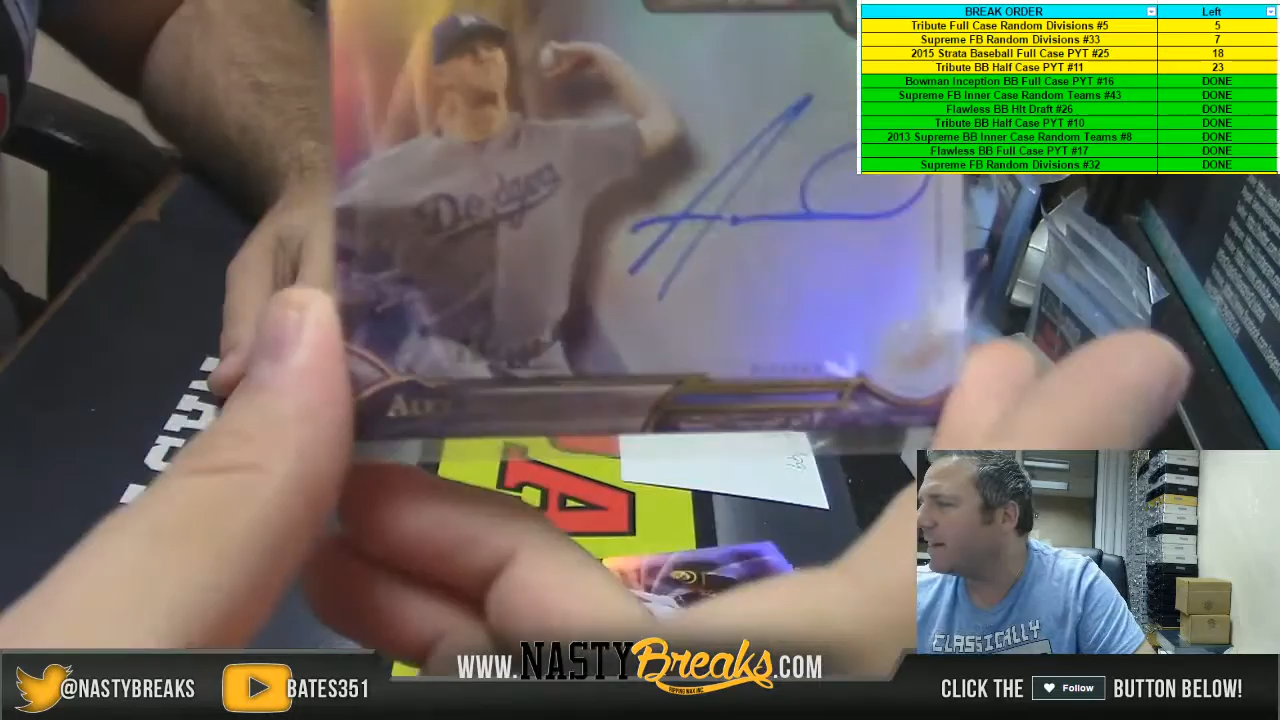 BREAK ORDER Left
Tribute Full Case Random Divisions #5 5
Supreme FB Random Divisions #33 7
2015 Strata Baseball Full Case PYT #25 18
Tribute BB Half Case PYT #11 23
Bowman Inception BB Full Case PYT #16 DONE
Supreme FB Inner Case Random Teams #43 DONE
Flawless BB Hit Draft #26 DONE
Tribute BB Half Case PYT #10 DONE
2013 Supreme BB Inner Case Random Teams #8 DONE
Flawless BB Full Case PYT #17 DONE
Supreme FB Random Divisions #32 DONE
Dodgers
ALEX
CLASSICALLY
@NASTYBREAKS
BATES351
WWW.NASTYBreaks.COM
RIPPING WAX INC.
CLICK THE Follow BUTTON BELOW!